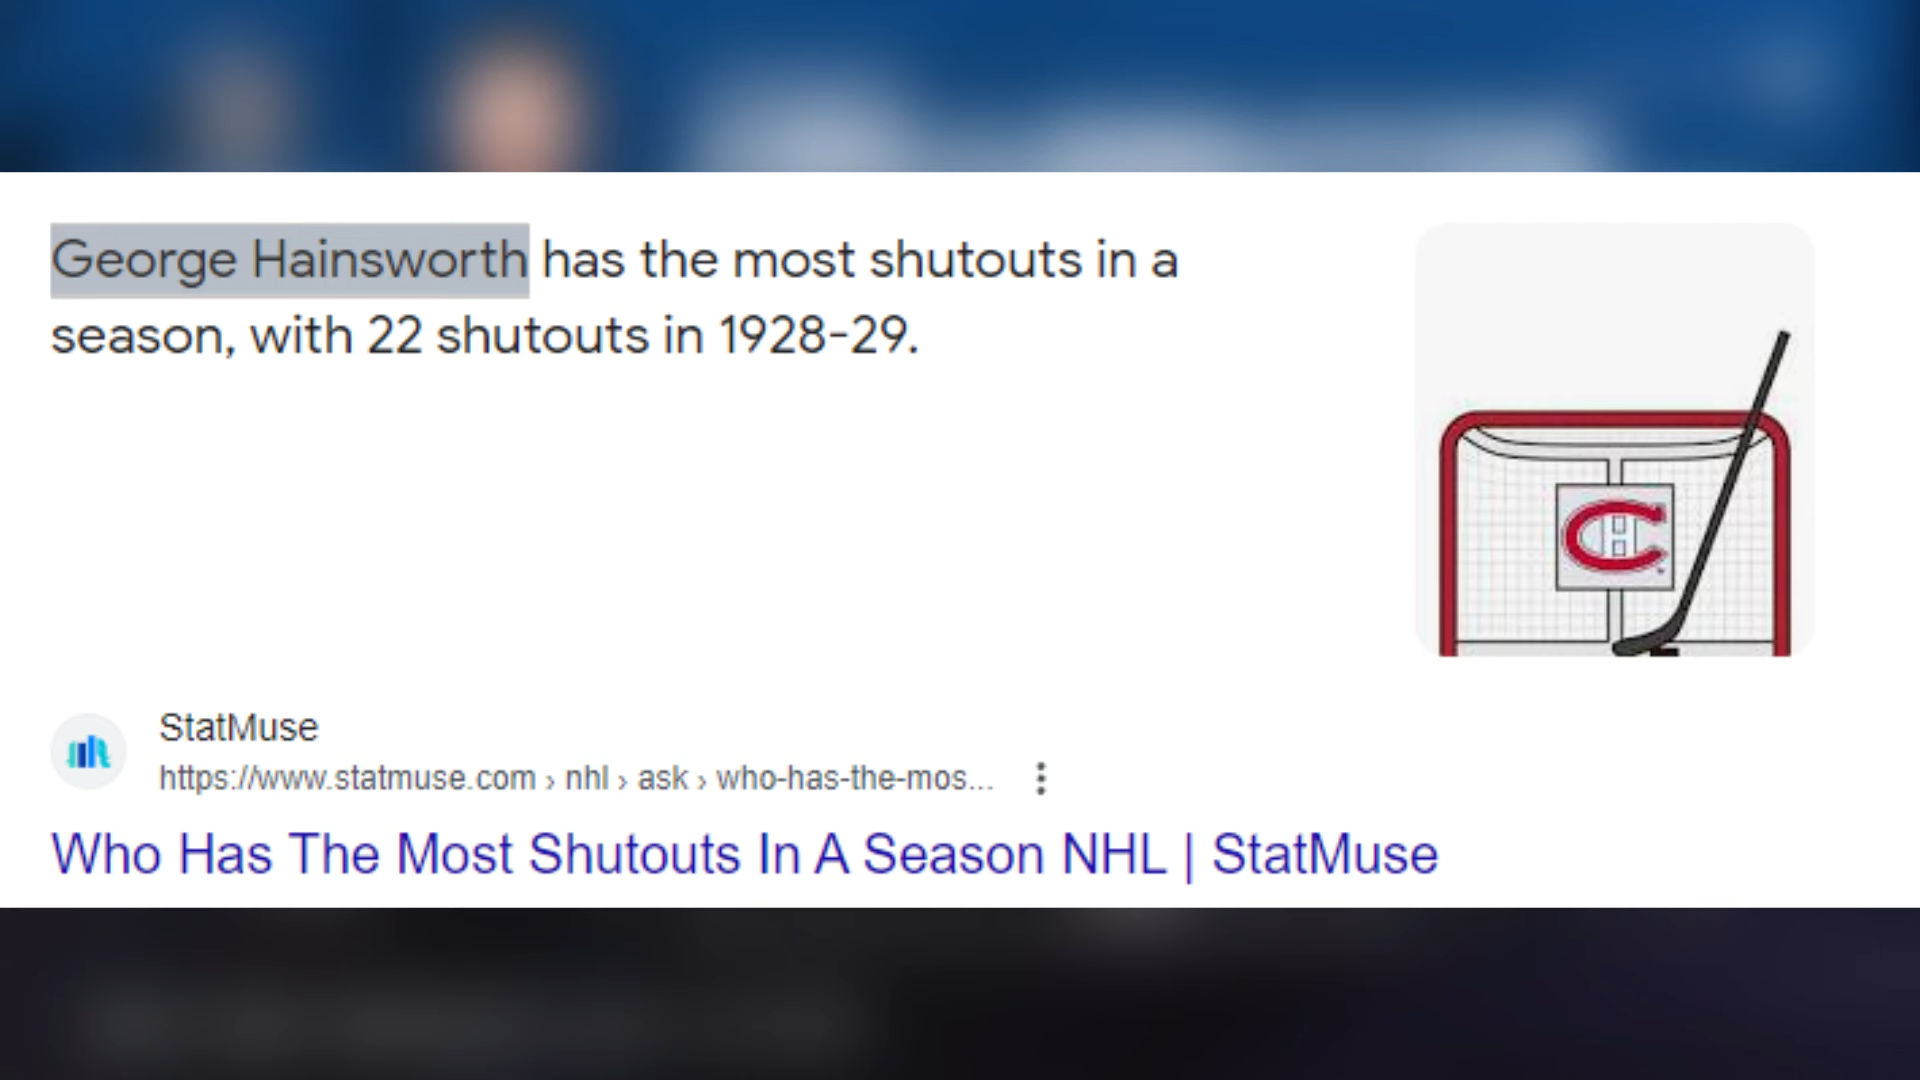 George Hainsworth has the most shutouts in a
season, with 22 shutouts in 1928-29.
StatMuse
https://www.statmuse.com › nhl › ask › who-has-the-mos...
Who Has The Most Shutouts In A Season NHL | StatMuse